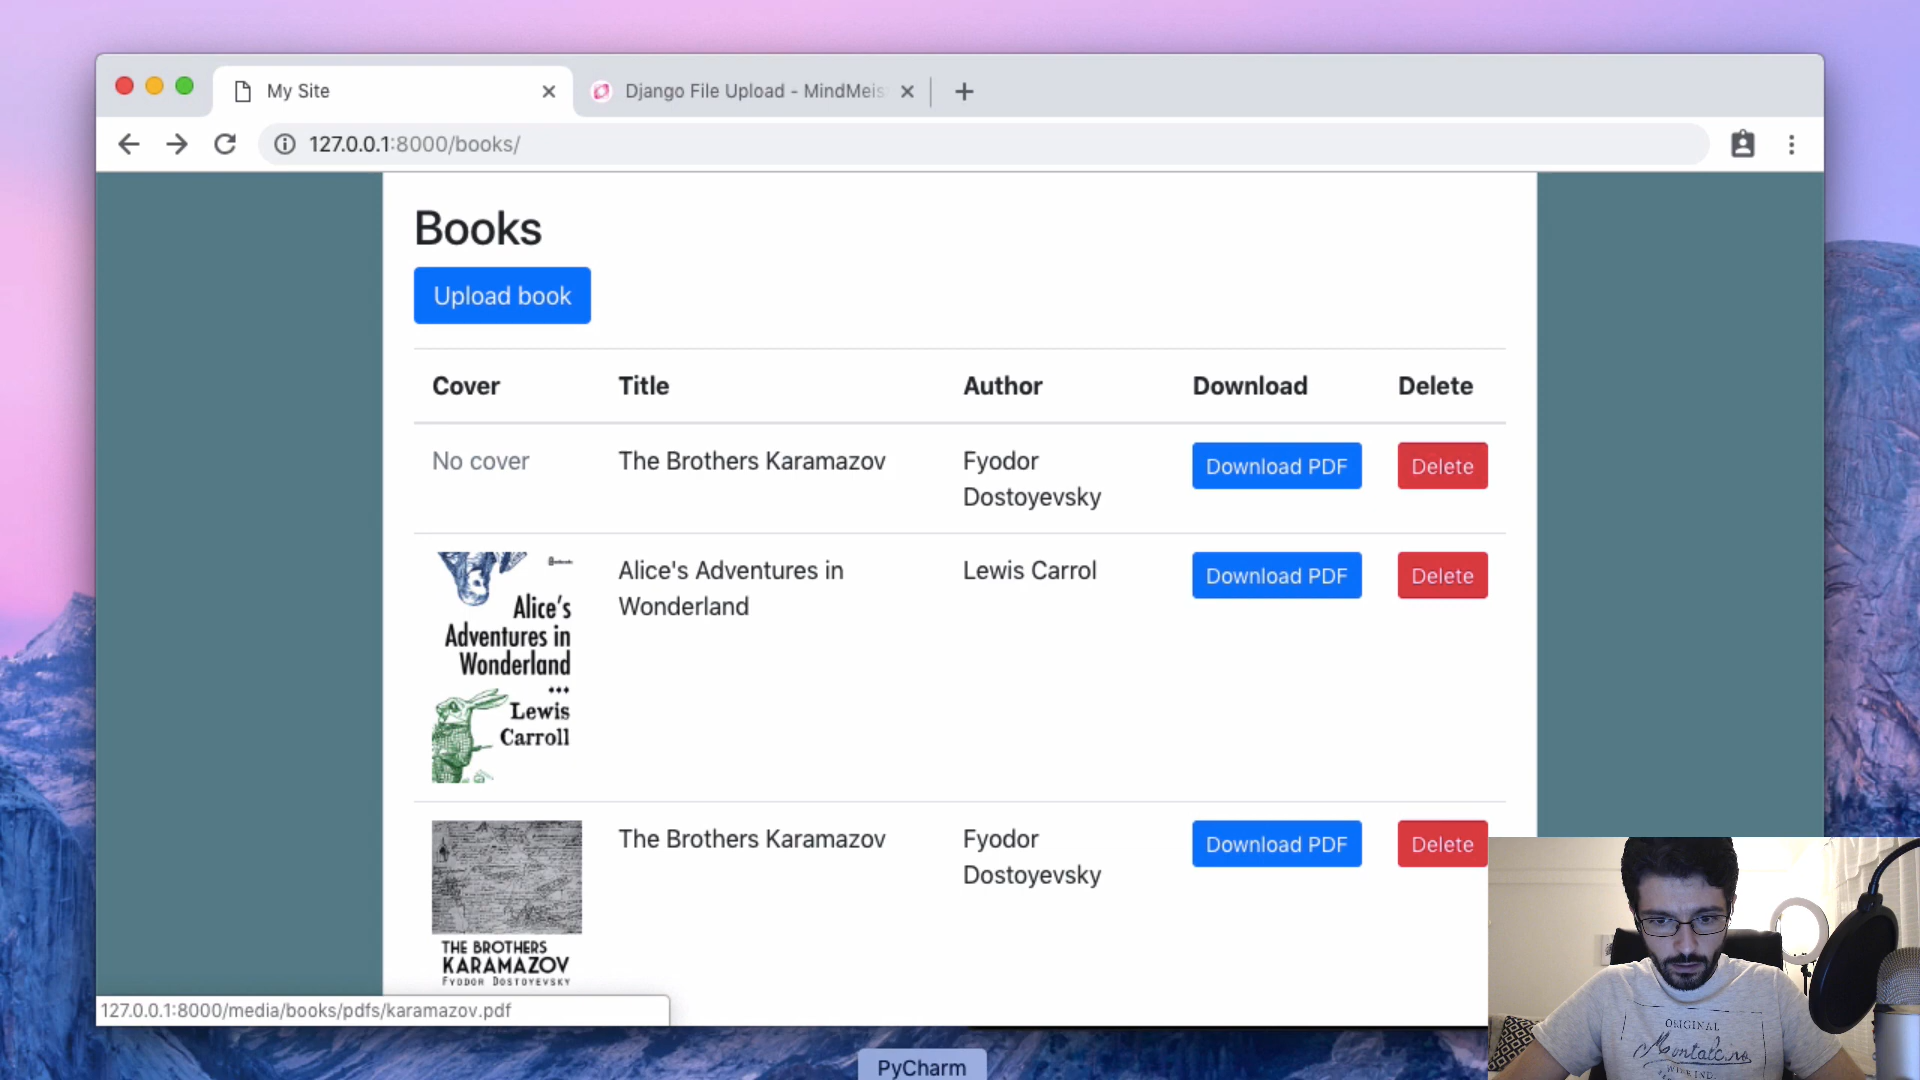 My Site
Django File Upload - MindMeis
127.0.0.1:8000/books/
Books
Upload book
Cover Title Author Download Delete
No cover The Brothers Karamazov Fyodor Dostoyevsky Download PDF Delete
Alice's Adventures in Wonderland Lewis Carrol Download PDF Delete
Alice's
Adventures in
Wonderland
Lewis
Carroll
The Brothers Karamazov Fyodor Dostoyevsky Download PDF Delete
THE BROTHERS
KARAMAZOV
FYODOR DOSTOYEVSKY
127.0.0.1:8000/media/books/pdfs/karamazov.pdf
PyCharm
ORIGINAL